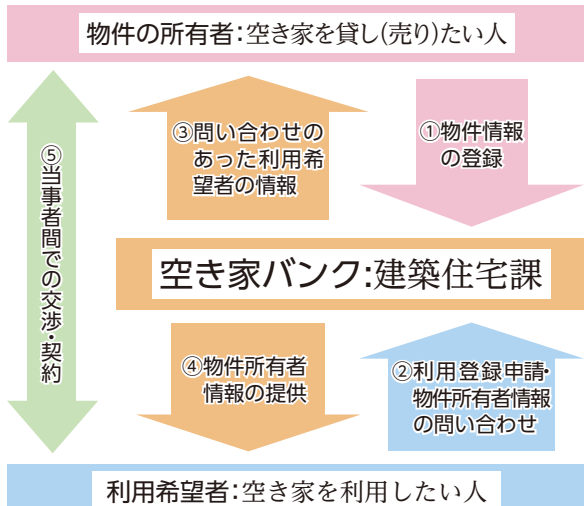 物件の所有者:空き家を貸し(売り)たい人
③問い合わせの
あった利用希
望者の情報
①物件情報
の登録
⑤当事者間での交渉・契約
空き家バンク:建築住宅課
④物件所有者
情報の提供
②利用登録申請・
物件所有者情報
の問い合わせ
利用希望者:空き家を利用したい人